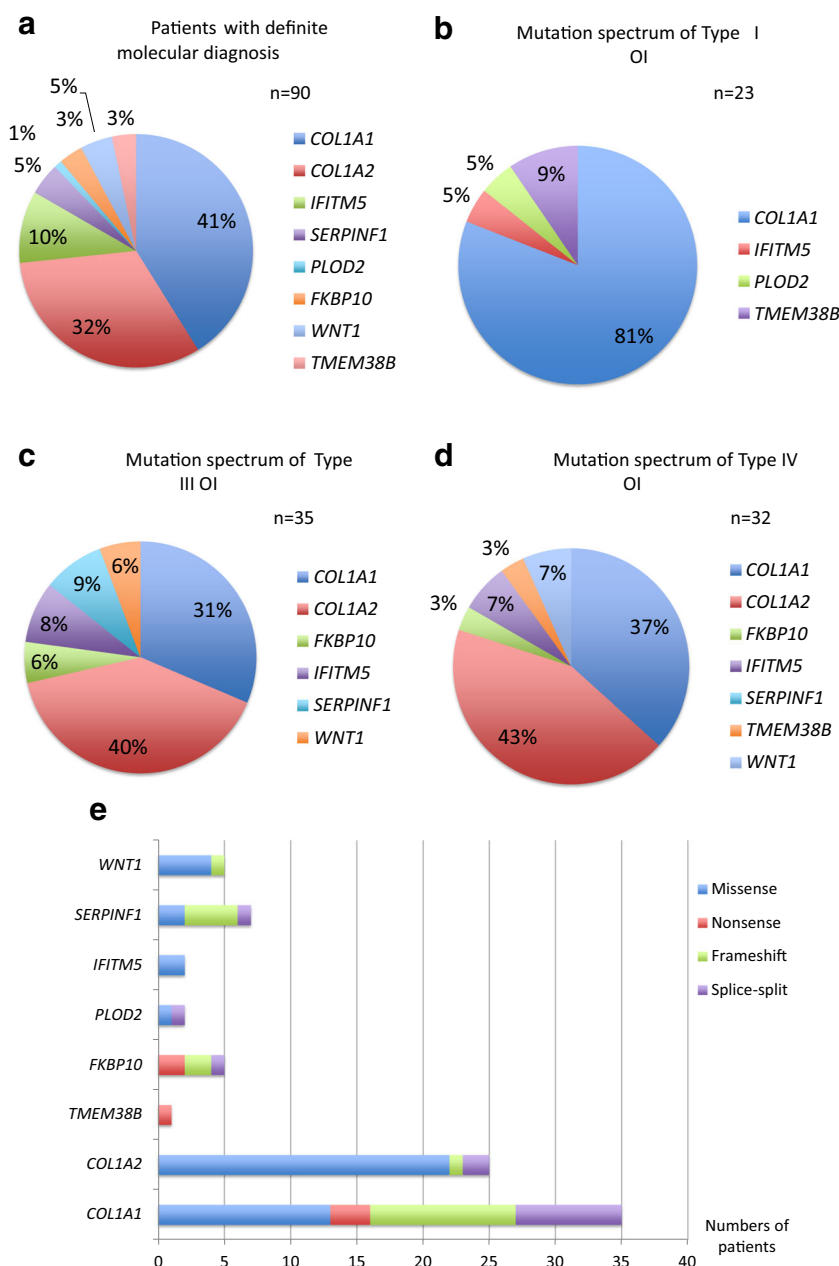 a
Patients with definite
molecular diagnosis
n=90
5%
3%
3%
1%
5%
10%
41%
32%
COL1A1
COL1A2
IFITM5
SERPINF1
PLOD2
FKBP10
WNT1
TMEM38B
b
Mutation spectrum of Type I
OI
n=23
5%
5%
9%
81%
COL1A1
IFITM5
PLOD2
TMEM38B
c
Mutation spectrum of Type
III OI
n=35
6%
9%
8%
6%
31%
40%
COL1A1
COL1A2
FKBP10
IFITM5
SERPINF1
WNT1
d
Mutation spectrum of Type IV
OI
n=32
3%
7%
7%
3%
37%
43%
COL1A1
COL1A2
FKBP10
IFITM5
SERPINF1
TMEM38B
WNT1
e
WNT1
SERPINF1
IFITM5
PLOD2
FKBP10
TMEM38B
COL1A2
COL1A1
Missense
Nonsense
Frameshift
Splice-split
0 5 10 15 20 25 30 35 40
Numbers of
patients